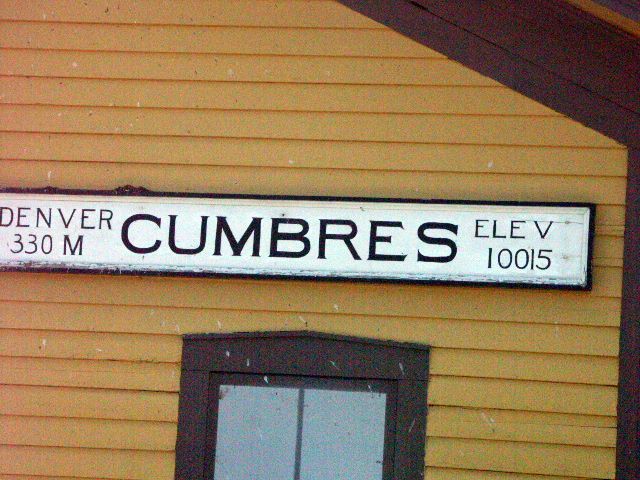 DENVER
330 M
CUMBRES
ELEV
10015